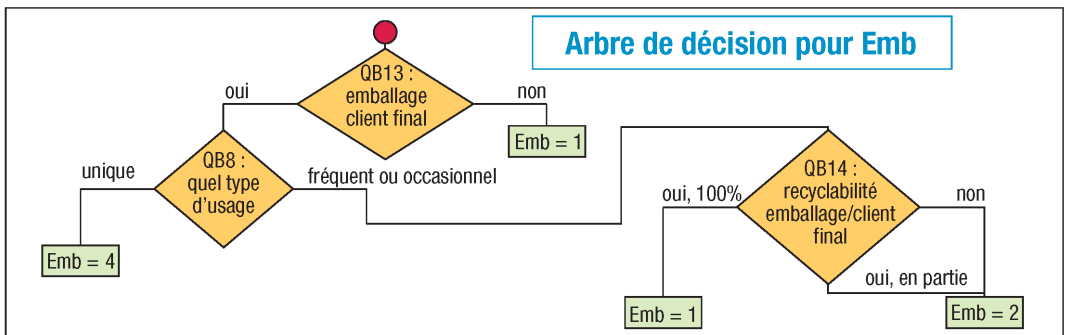 Arbre de décision pour Emb
QB13 :
emballage
client final
oui
non
Emb = 1
QB8 :
quel type
d'usage
unique
fréquent ou occasionnel
Emb = 4
QB14 :
recyclabilité
emballage/client
final
oui, 100%
non
oui, en partie
Emb = 1
Emb = 2